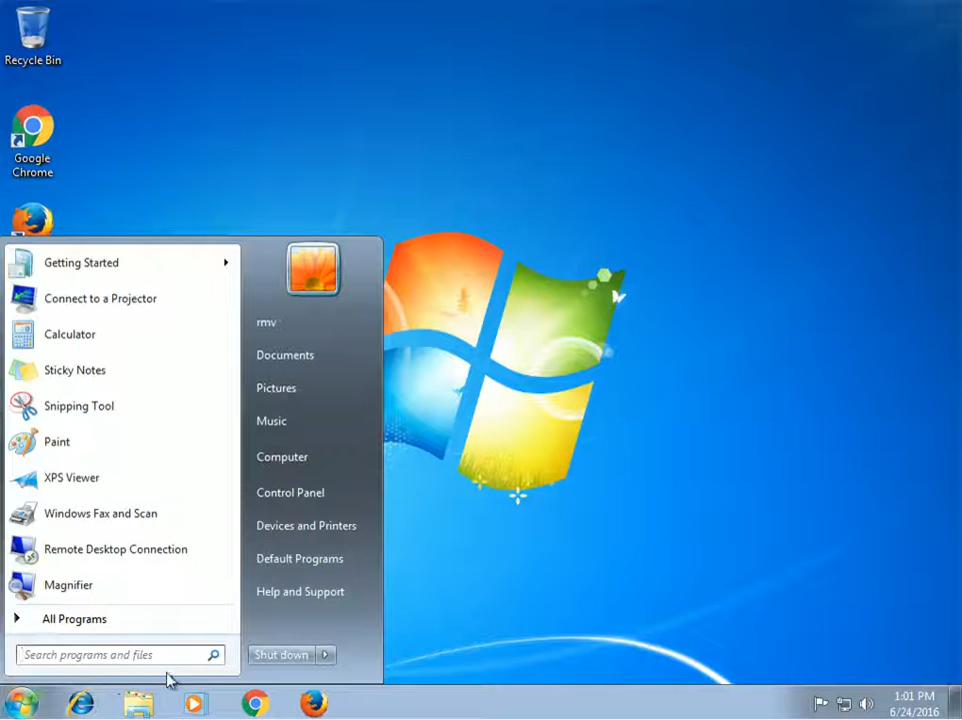 Recycle Bin
Google
Chrome
Getting Started
Connect to a Projector
Calculator
Sticky Notes
Snipping Tool
Paint
XPS Viewer
Windows Fax and Scan
Remote Desktop Connection
Magnifier
All Programs
Search programs and files
rmv
Documents
Pictures
Music
Computer
Control Panel
Devices and Printers
Default Programs
Help and Support
Shut down
1:01 PM
6/24/2016